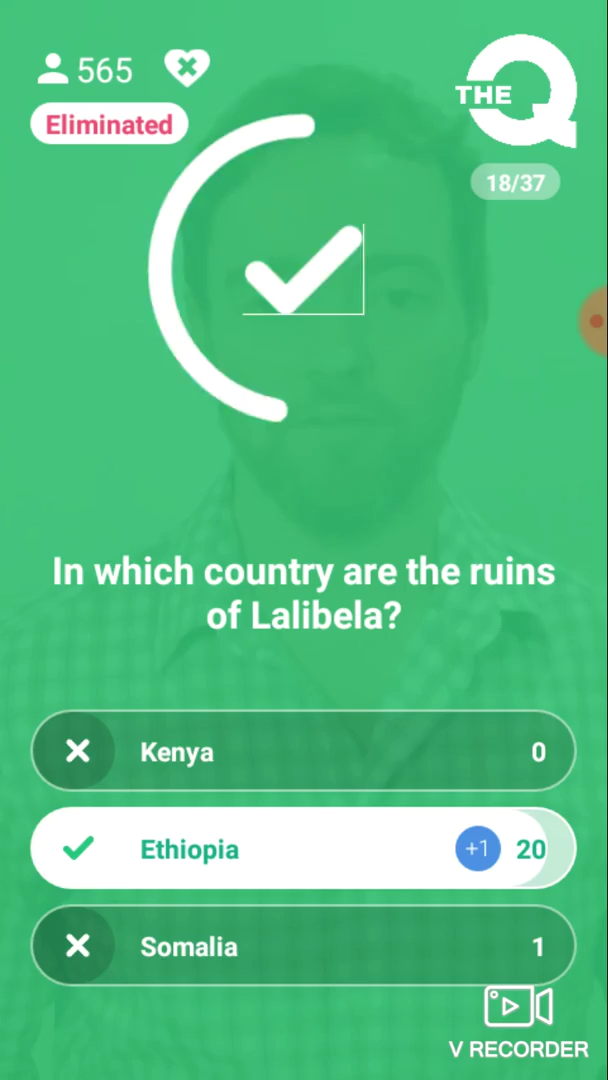 565
THE Q
Eliminated
18/37
In which country are the ruins
of Lalibela?
Kenya 0
Ethiopia +1 20
Somalia 1
V RECORDER